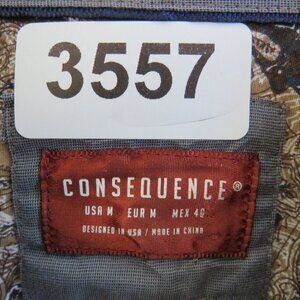 3557
CONSEQUENCE®
USA M EUR M MEX 40
DESIGNED IN USA / MADE IN CHINA